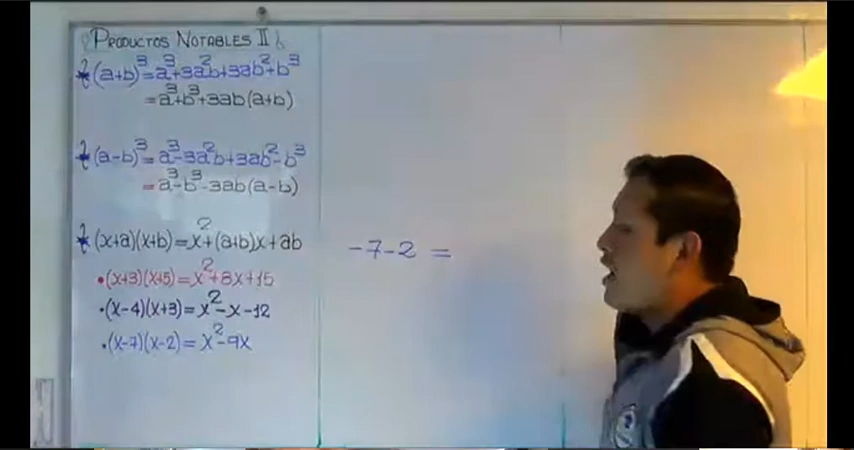 PRODUCTOS NOTABLES II
(a+b)³=a³+3a²b+3ab²+b³
=a³+b³+3ab(a+b)
(a-b)³=a³-3a²b+3ab²-b³
=a³-b³-3ab(a-b)
(x+a)(x+b)=x²+(a+b)x+ab
•(x+3)(x+5)=x²+8x+15
•(x-4)(x+3)=x²-x-12
•(x-7)(x-2)=x²-9x
-7-2=